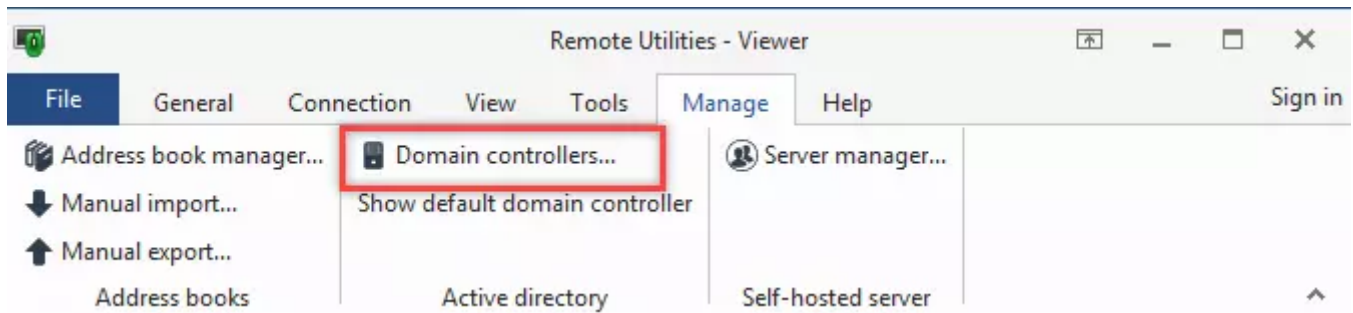 Remote Utilities - Viewer
File General Connection View Tools Manage Help Sign in
Address book manager...
Manual import...
Manual export...
Address books
Domain controllers...
Show default domain controller
Active directory
Server manager...
Self-hosted server